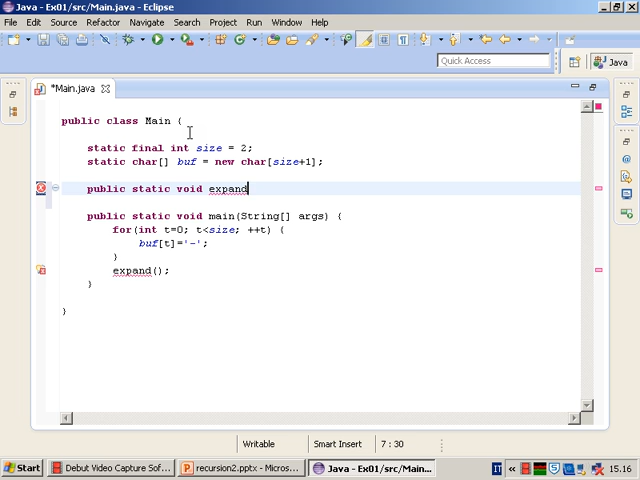 Java - Ex01/src/Main.java - Eclipse
File Edit Source Refactor Navigate Search Project Run Window Help
Quick Access
Java
*Main.java
public class Main {
static final int size = 2;
static char[] buf = new char[size+1];
public static void expand
public static void main(String[] args) {
for(int t=0; t<size; ++t) {
buf[t]='-';
}
expand();
}
}
Writable Smart Insert 7 : 30
Start Debut Video Capture Sof... recursion2.pptx - Micros... Java - Ex01/src/Main... IT « 15.16